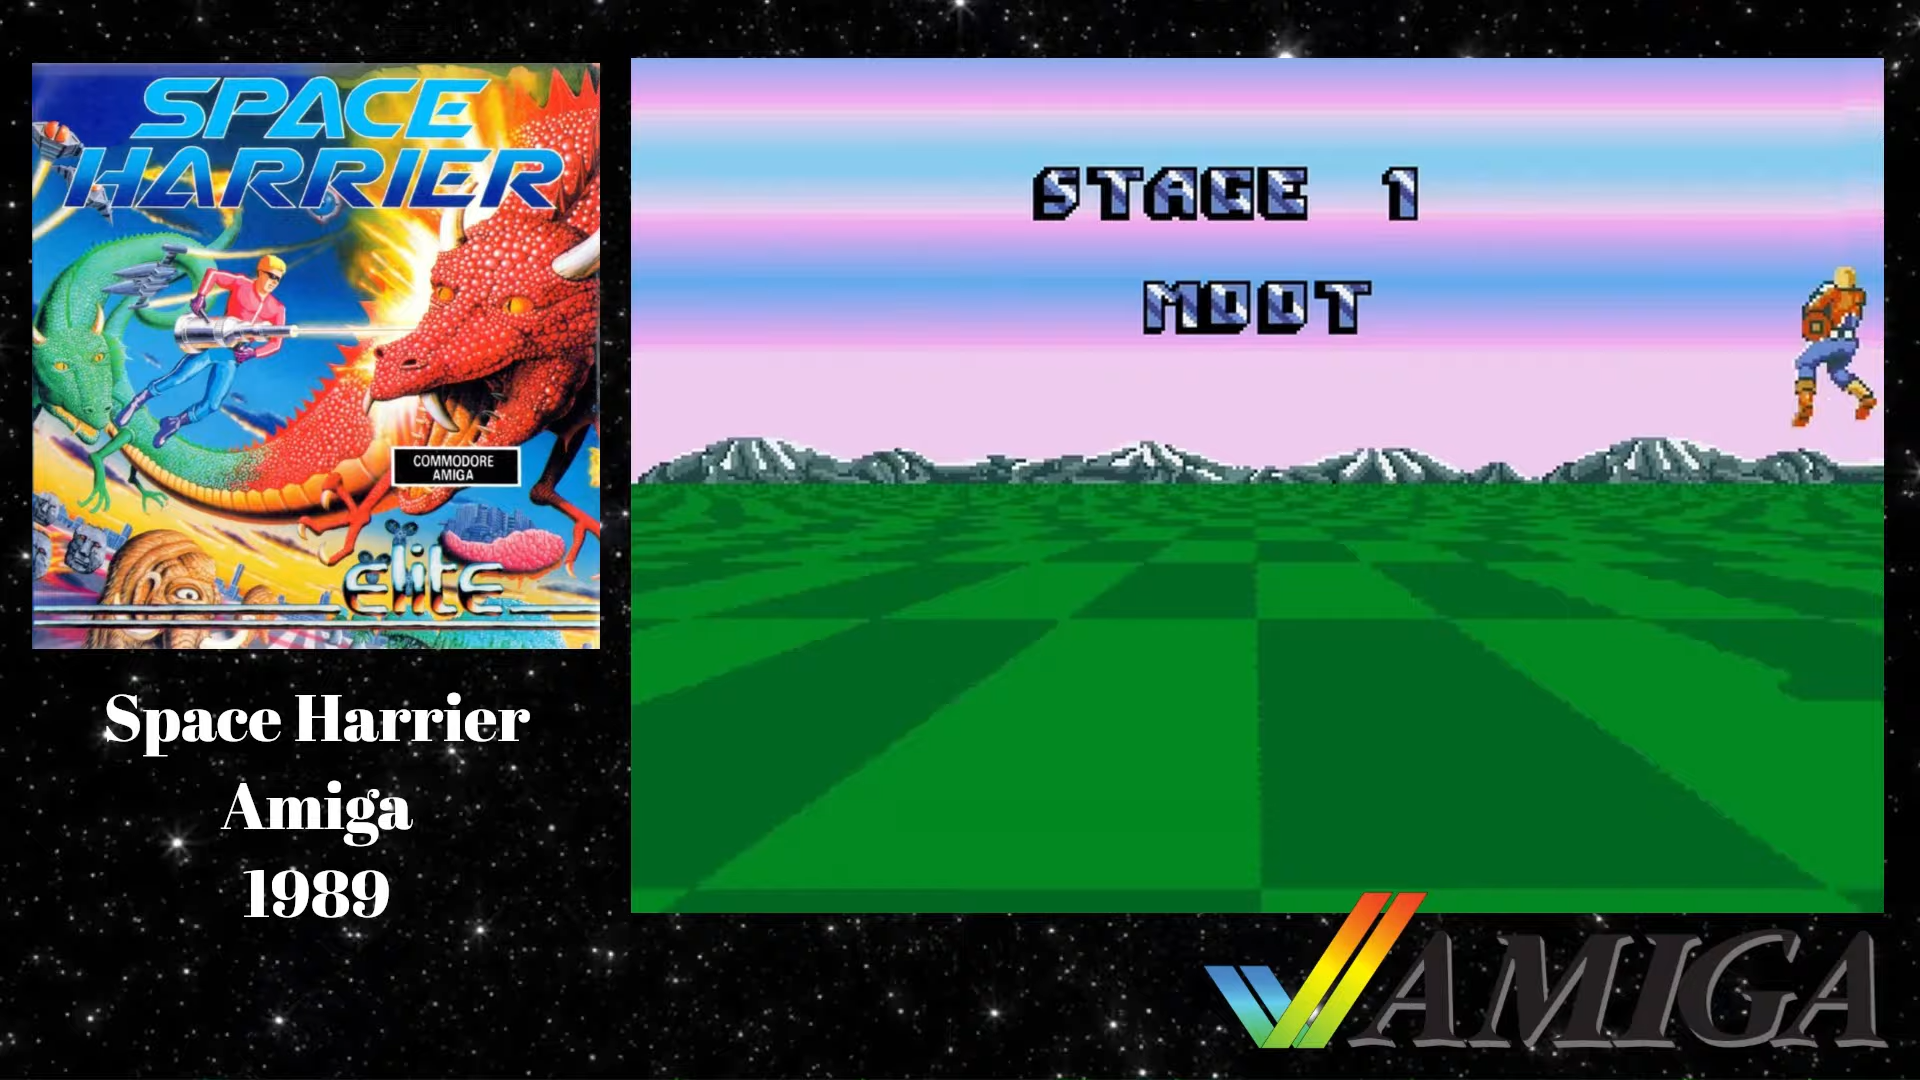 SPACE
HARRIER
COMMODORE
AMIGA
elite
Space Harrier
Amiga
1989
STAGE 1
MOOT
AMIGA